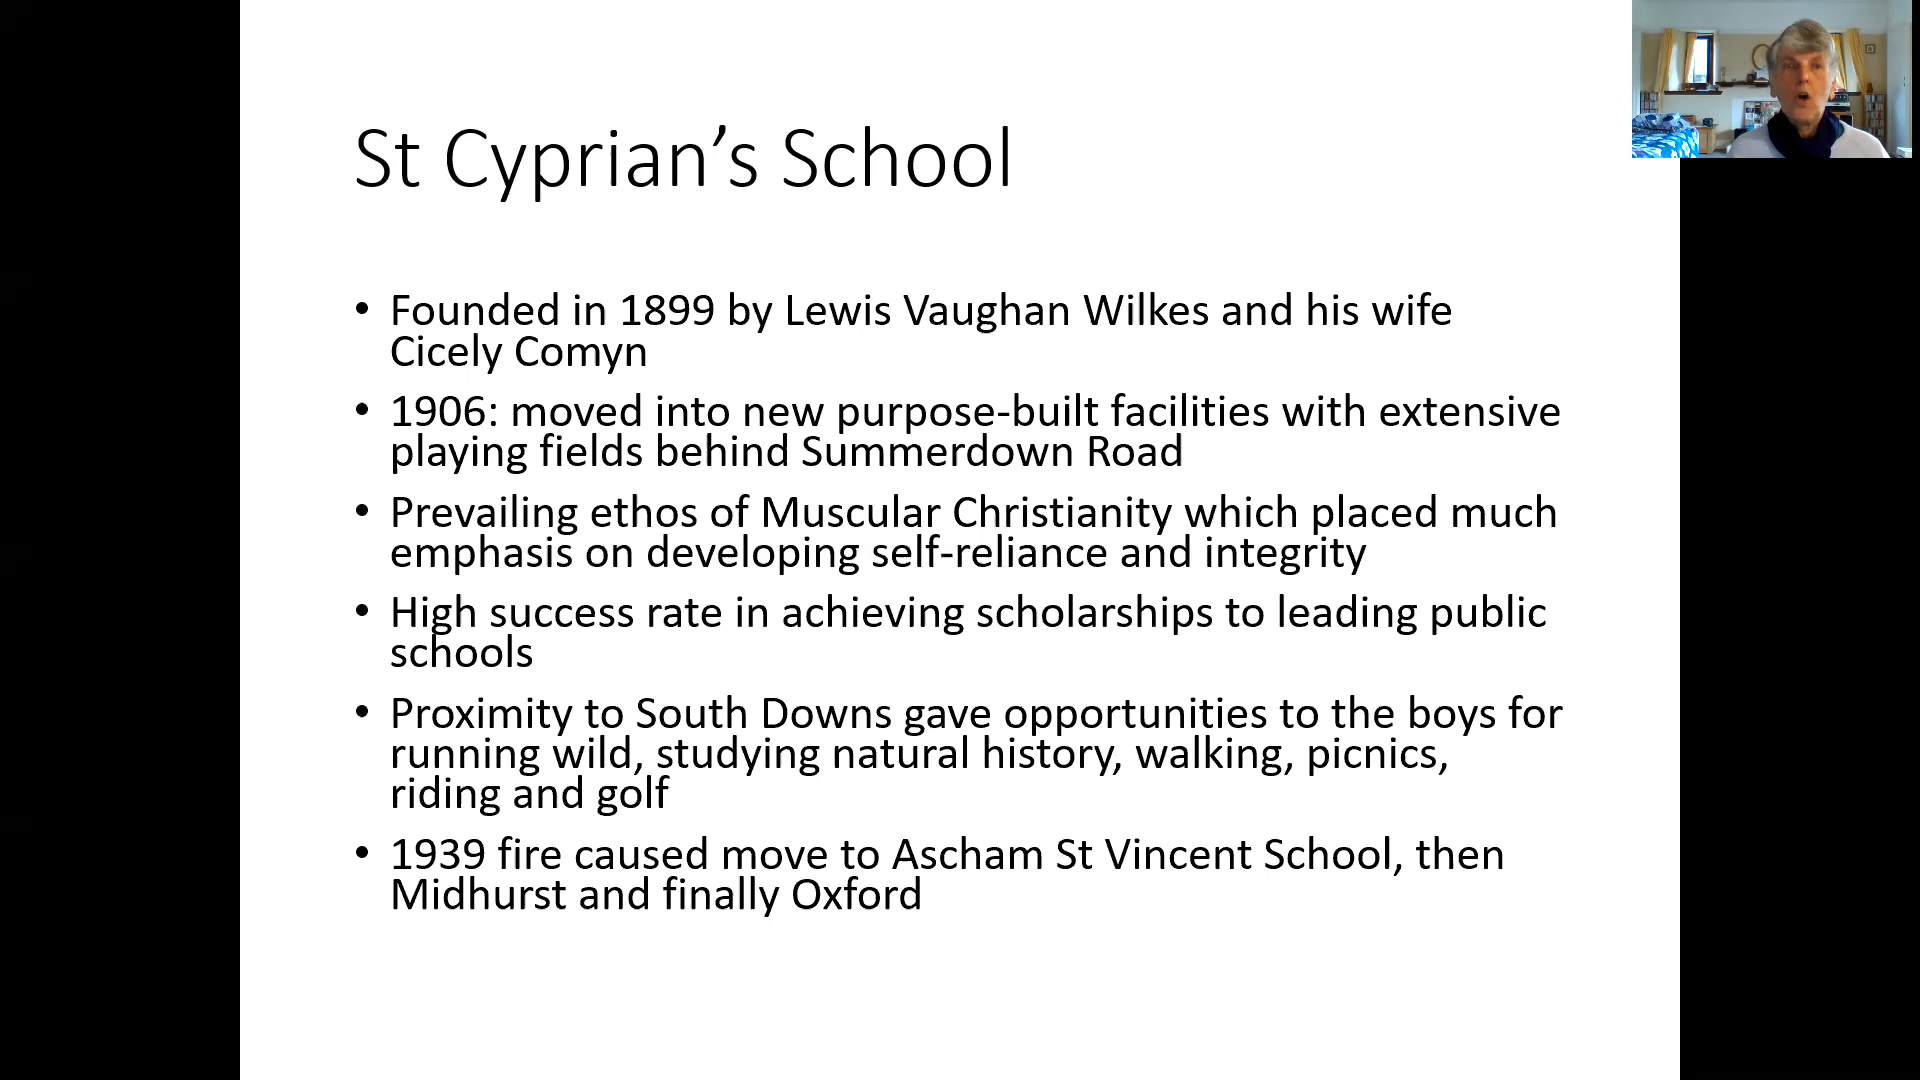 St Cyprian’s School
• Founded in 1899 by Lewis Vaughan Wilkes and his wife
Cicely Comyn
• 1906: moved into new purpose-built facilities with extensive
playing fields behind Summerdown Road
• Prevailing ethos of Muscular Christianity which placed much
emphasis on developing self-reliance and integrity
• High success rate in achieving scholarships to leading public
schools
• Proximity to South Downs gave opportunities to the boys for
running wild, studying natural history, walking, picnics,
riding and golf
• 1939 fire caused move to Ascham St Vincent School, then
Midhurst and finally Oxford